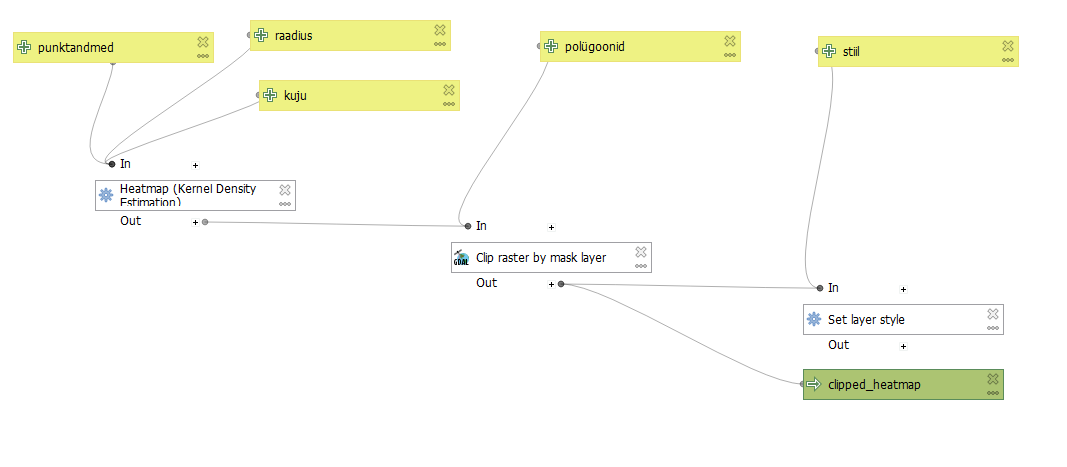 punktandmed
raadius
kuju
polügoonid
stiil
In
Heatmap (Kernel Density
Estimation)
Out
In
GDAL
Clip raster by mask layer
Out
In
Set layer style
Out
clipped_heatmap